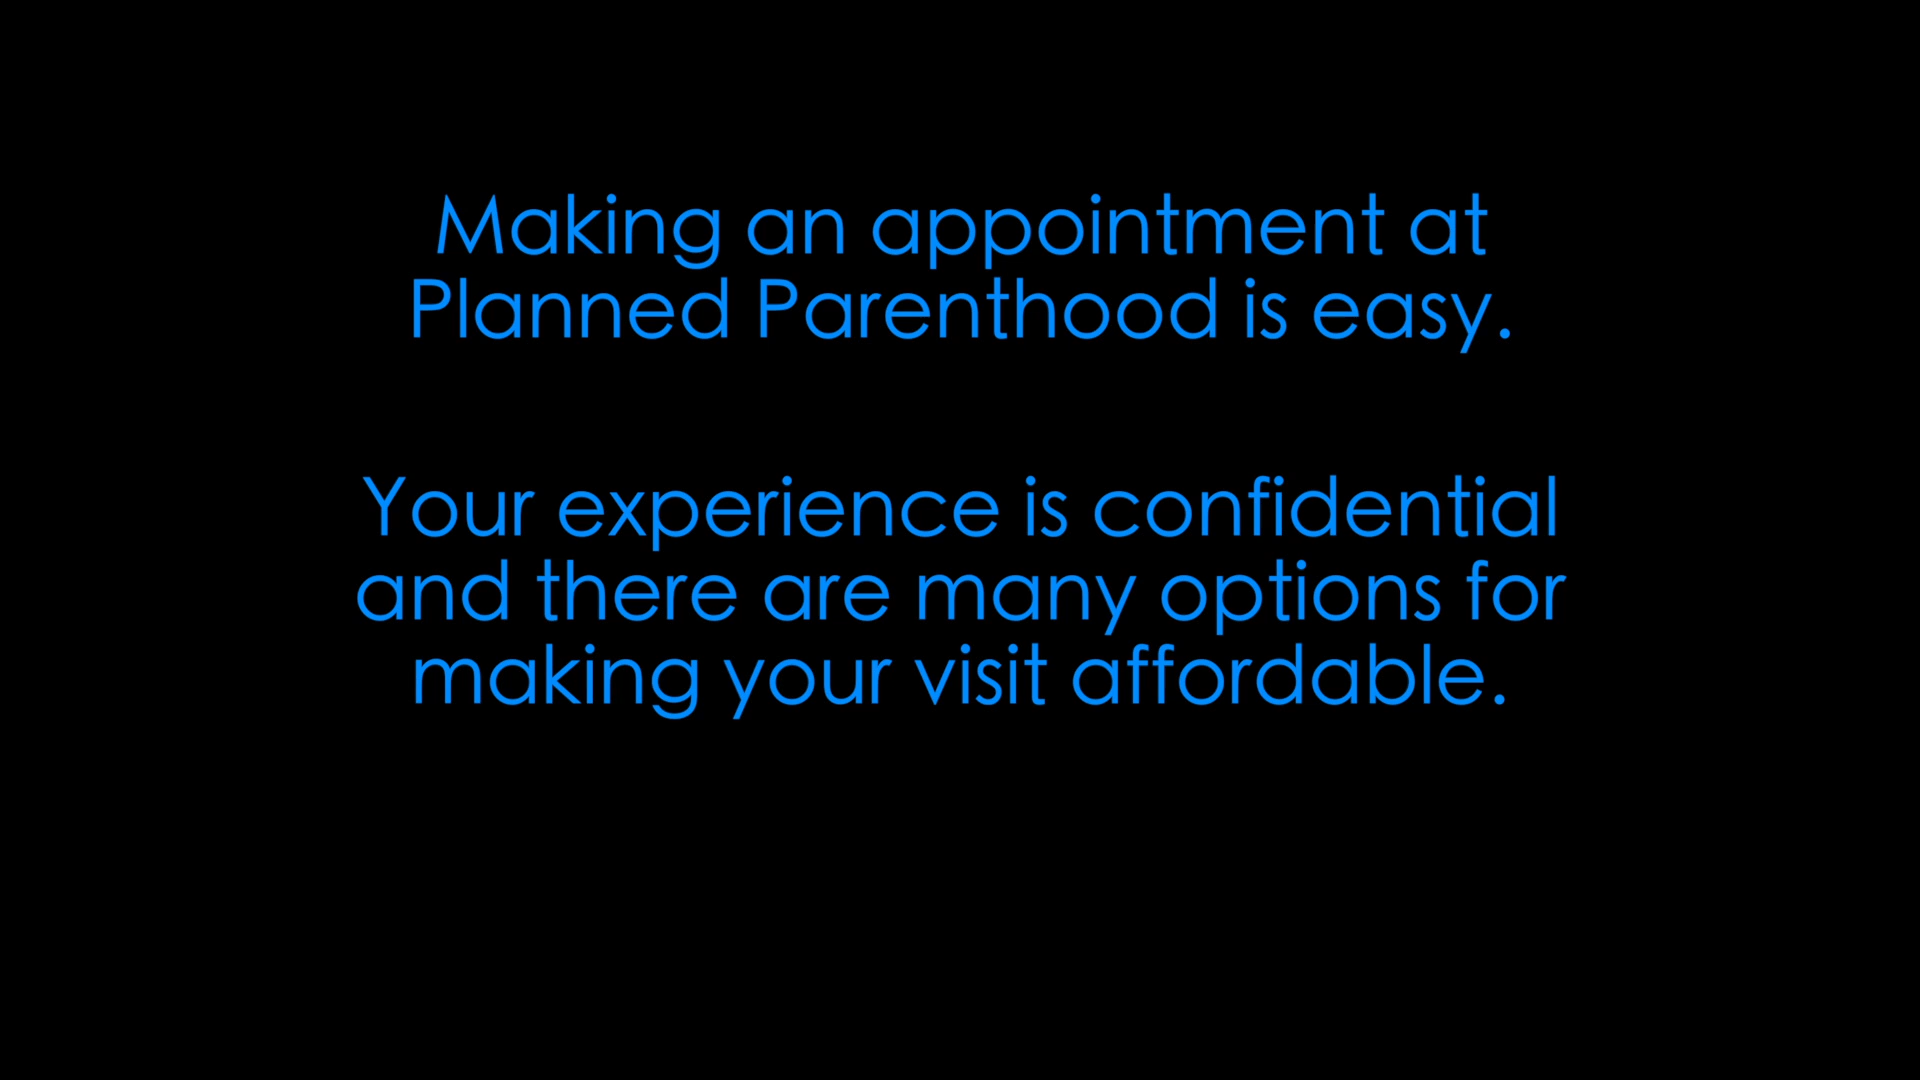 Making an appointment at
Planned Parenthood is easy.
Your experience is confidential
and there are many options for
making your visit affordable.